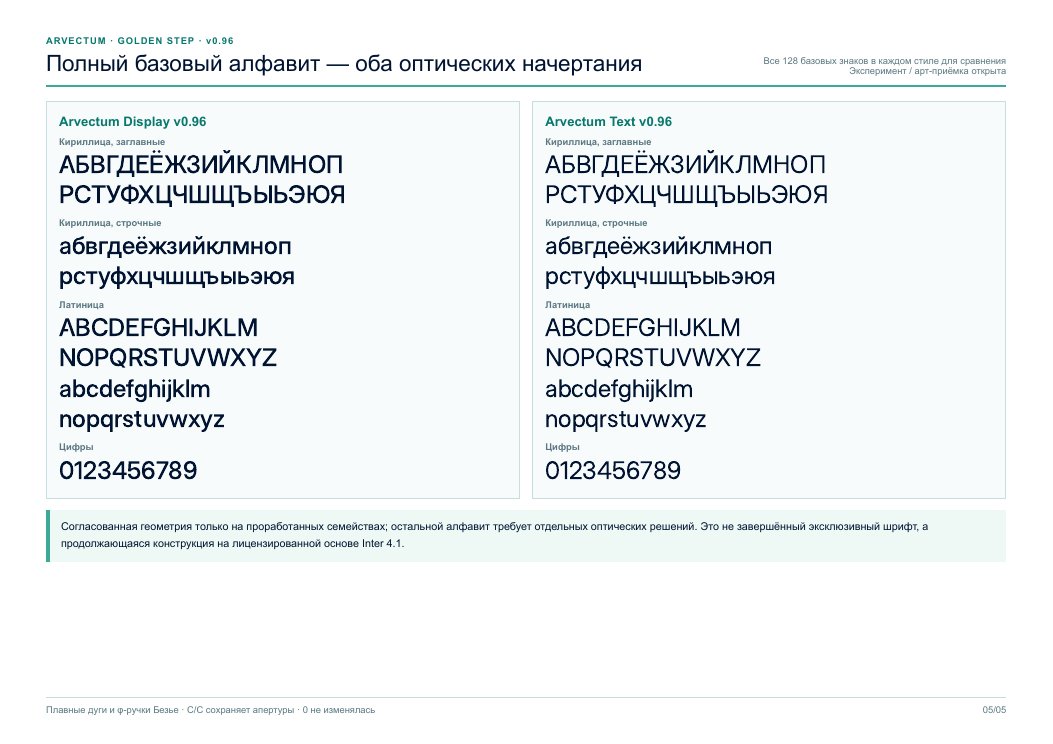 ARVECTUM · GOLDEN STEP · v0.96
Полный базовый алфавит — оба оптических начертания
Все 128 базовых знаков в каждом стиле для сравнения
Эксперимент / арт-приёмка открыта
Arvectum Display v0.96
Кириллица, заглавные
АБВГДЕЁЖЗИЙКЛМНОП
РСТУФХЦЧШЩЪЫЬЭЮЯ
Кириллица, строчные
абвгдеёжзийклмноп
рстуфхцчшщъыьэюя
Латиница
ABCDEFGHIJKLM
NOPQRSTUVWXYZ
abcdefghijklm
nopqrstuvwxyz
Цифры
0123456789
Arvectum Text v0.96
Кириллица, заглавные
АБВГДЕЁЖЗИЙКЛМНОП
РСТУФХЦЧШЩЪЫЬЭЮЯ
Кириллица, строчные
абвгдеёжзийклмноп
рстуфхцчшщъыьэюя
Латиница
ABCDEFGHIJKLM
NOPQRSTUVWXYZ
abcdefghijklm
nopqrstuvwxyz
Цифры
0123456789
Согласованная геометрия только на проработанных семействах; остальной алфавит требует отдельных оптических решений. Это не завершённый эксклюзивный шрифт, а
продолжающаяся конструкция на лицензированной основе Inter 4.1.
Плавные дуги и φ-ручки Безье · С/C сохраняет апертуры · 0 не изменялась
05/05